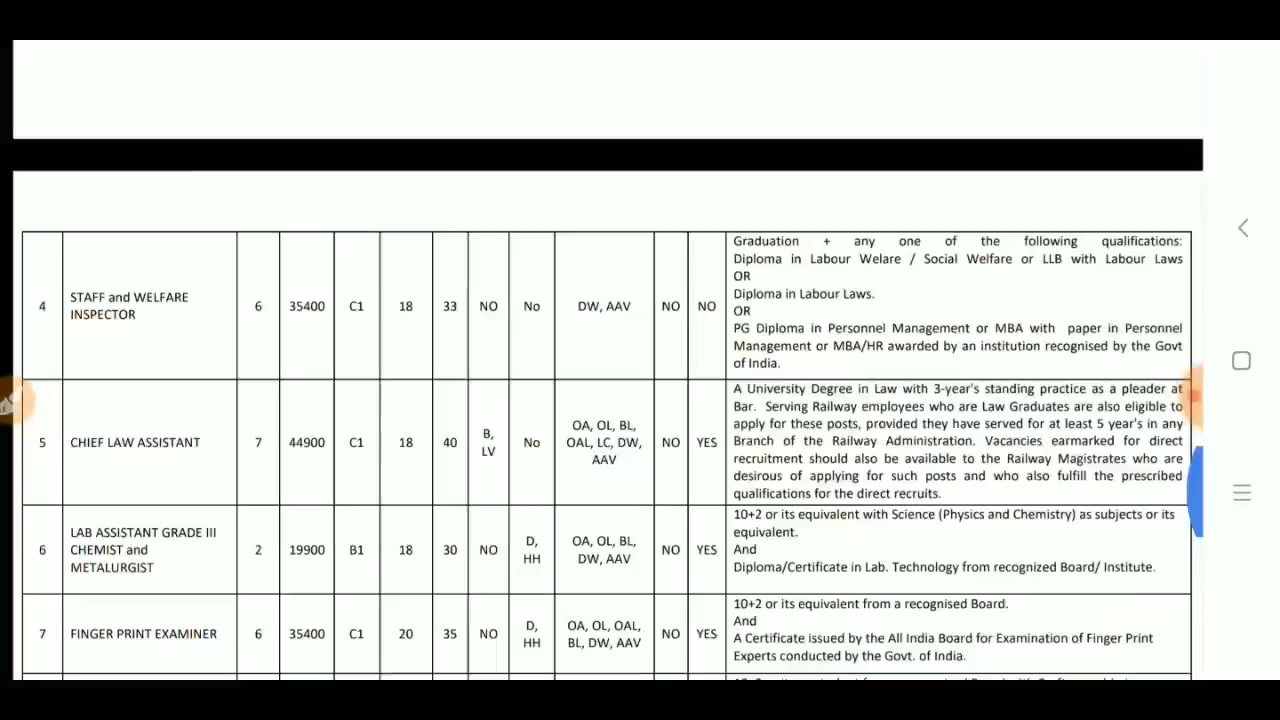 4
STAFF and WELFARE
INSPECTOR
6
35400
C1
18
33
NO
No
DW, AAV
NO
NO
Graduation + any one of the following qualifications:
Diploma in Labour Welare / Social Welfare or LLB with Labour Laws
OR
Diploma in Labour Laws.
OR
PG Diploma in Personnel Management or MBA with paper in Personnel
Management or MBA/HR awarded by an institution recognised by the Govt
of India.
5
CHIEF LAW ASSISTANT
7
44900
C1
18
40
B,
LV
No
OA, OL, BL,
OAL, LC, DW,
AAV
NO
YES
A University Degree in Law with 3-year's standing practice as a pleader at
Bar. Serving Railway employees who are Law Graduates are also eligible to
apply for these posts, provided they have served for at least 5 year's in any
Branch of the Railway Administration. Vacancies earmarked for direct
recruitment should also be available to the Railway Magistrates who are
desirous of applying for such posts and who also fulfill the prescribed
qualifications for the direct recruits.
6
LAB ASSISTANT GRADE III
CHEMIST and
METALURGIST
2
19900
B1
18
30
NO
D,
HH
OA, OL, BL,
DW, AAV
NO
YES
10+2 or its equivalent with Science (Physics and Chemistry) as subjects or its
equivalent.
And
Diploma/Certificate in Lab. Technology from recognized Board/ Institute.
7
FINGER PRINT EXAMINER
6
35400
C1
20
35
NO
D,
HH
OA, OL, OAL,
BL, DW, AAV
NO
YES
10+2 or its equivalent from a recognised Board.
And
A Certificate issued by the All India Board for Examination of Finger Print
Experts conducted by the Govt. of India.